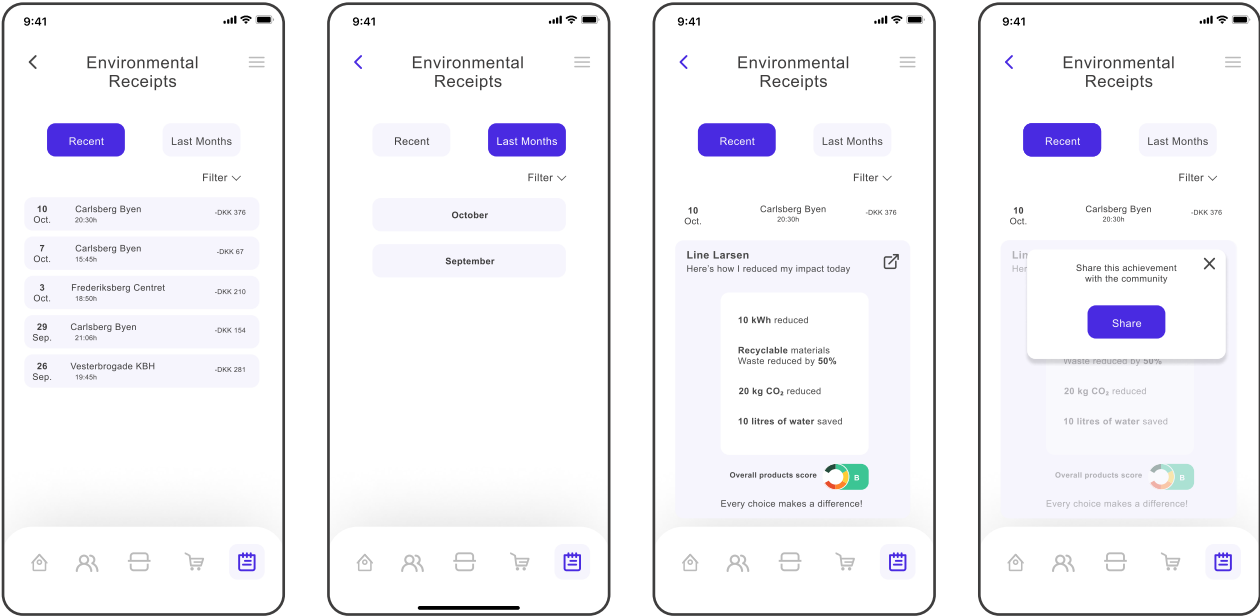 9:41
Environmental
Receipts
Recent
Last Months
Filter
10
Oct.
Carlsberg Byen
20:30h
-DKK 376
7
Oct.
Carlsberg Byen
15:45h
-DKK 67
3
Oct.
Frederiksberg Centret
18:50h
-DKK 210
29
Sep.
Carlsberg Byen
21:06h
-DKK 154
26
Sep.
Vesterbrogade KBH
19:45h
-DKK 281
9:41
Environmental
Receipts
Recent
Last Months
Filter
October
September
9:41
Environmental
Receipts
Recent
Last Months
Filter
10
Oct.
Carlsberg Byen
20:30h
-DKK 376
Line Larsen
Here's how I reduced my impact today
10 kWh reduced
Recyclable materials
Waste reduced by 50%
20 kg CO₂ reduced
10 litres of water saved
Overall products score
B
Every choice makes a difference!
9:41
Environmental
Receipts
Recent
Last Months
Filter
10
Oct.
Carlsberg Byen
20:30h
-DKK 376
Lin
Her
Share this achievement
with the community
Share
Waste reduced by 50%
20 kg CO₂ reduced
10 litres of water saved
Overall products score
B
Every choice makes a difference!